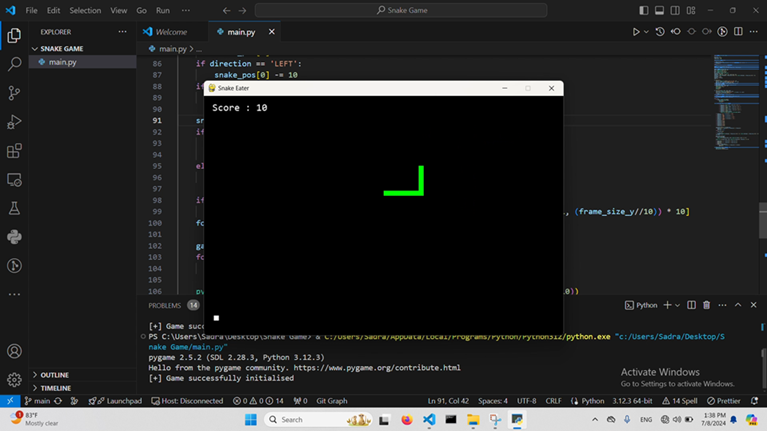 File Edit Selection View Go Run ... Snake Game
EXPLORER ...
SNAKE GAME
main.py
Welcome main.py
main.py > ...
86 if direction == 'LEFT':
87 snake_pos[0] -= 10
88 if
89
90
91
92 if
93
94
95 el
96
97
98 if
99 , (frame_size_y//10)) * 10]
100 fo
101
102 ga
103 fo
104
105
106 py 0))
Snake Eater
Score : 10
PROBLEMS 14 Python
[+] Game succ
PS C:\Users\Sadra\Desktop\Snake Game> & C:/Users/Sadra/AppData/Local/Programs/Python/Python312/python.exe "c:/Users/Sadra/Desktop/S
nake Game/main.py"
pygame 2.5.2 (SDL 2.28.3, Python 3.12.3)
Hello from the pygame community. https://www.pygame.org/contribute.html
[+] Game successfully initialised
Activate Windows
Go to Settings to activate Windows.
OUTLINE
TIMELINE
main Launchpad Host: Disconnected 0 0 14 0 Git Graph Ln 91, Col 42 Spaces: 4 UTF-8 CRLF Python 3.12.3 64-bit 14 Spell Prettier
83°F
Mostly clear
Search
ENG
1:38 PM
7/8/2024